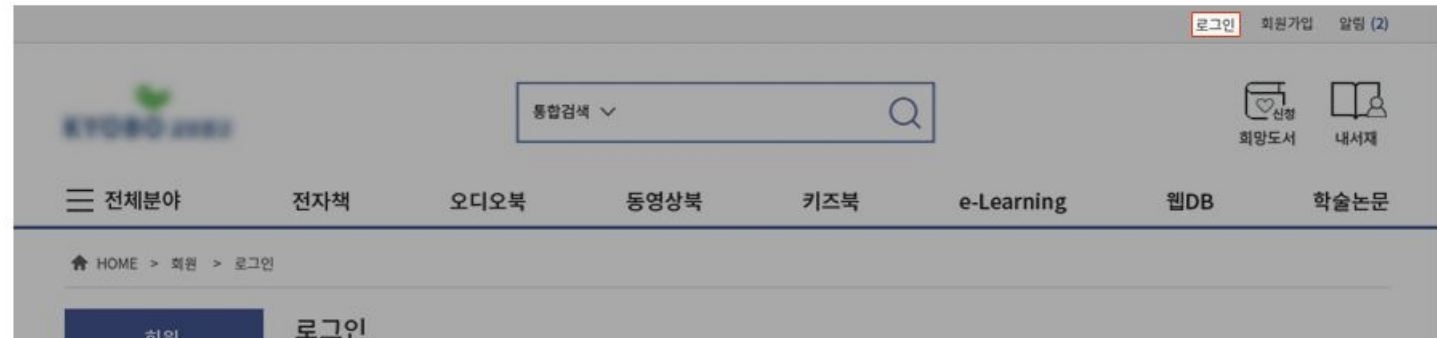 로그인 회원가입 알림 (2)
통합검색
신청
희망도서 내서재
전체분야 전자책 오디오북 동영상북 키즈북 e-Learning 웹DB 학술논문
HOME > 회원 > 로그인
회원 로그인